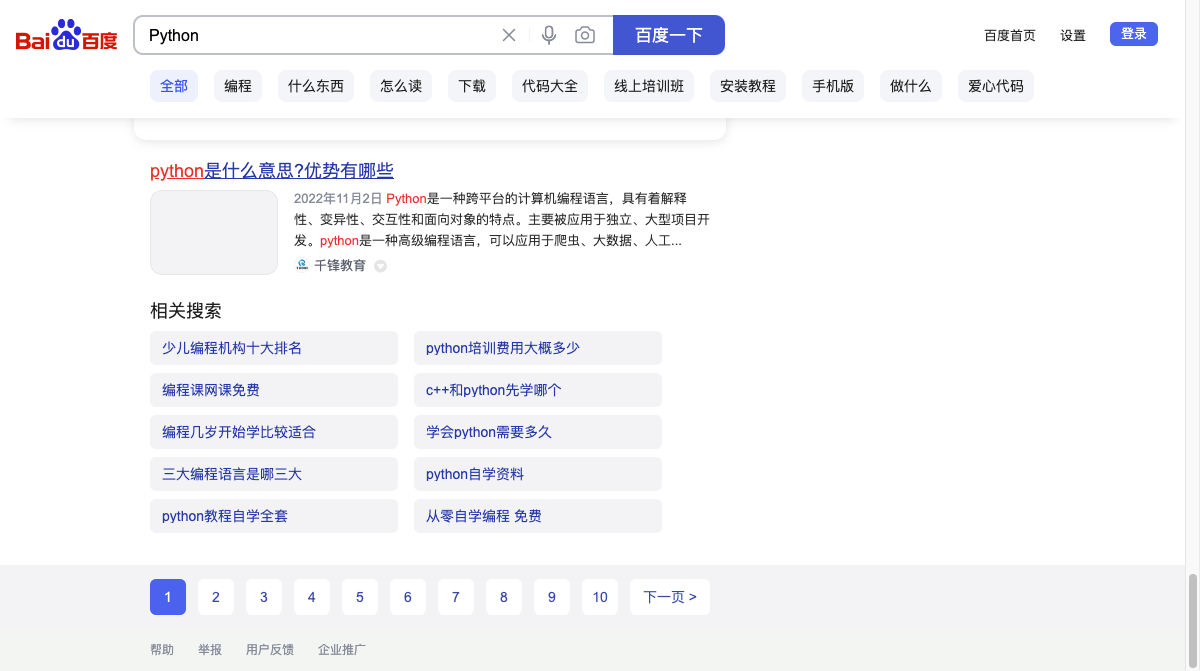 Bai du 百度
Python
百度一下
百度首页 设置 登录
全部 编程 什么东西 怎么读 下载 代码大全 线上培训班 安装教程 手机版 做什么 爱心代码
python是什么意思?优势有哪些
2022年11月2日 Python是一种跨平台的计算机编程语言，具有着解释
性、变异性、交互性和面向对象的特点。主要被应用于独立、大型项目开
发。python是一种高级编程语言，可以应用于爬虫、大数据、人工...
千锋教育
相关搜索
少儿编程机构十大排名 python培训费用大概多少
编程课网课免费 c++和python先学哪个
编程几岁开始学比较适合 学会python需要多久
三大编程语言是哪三大 python自学资料
python教程自学全套 从零自学编程 免费
1 2 3 4 5 6 7 8 9 10 下一页 >
帮助 举报 用户反馈 企业推广